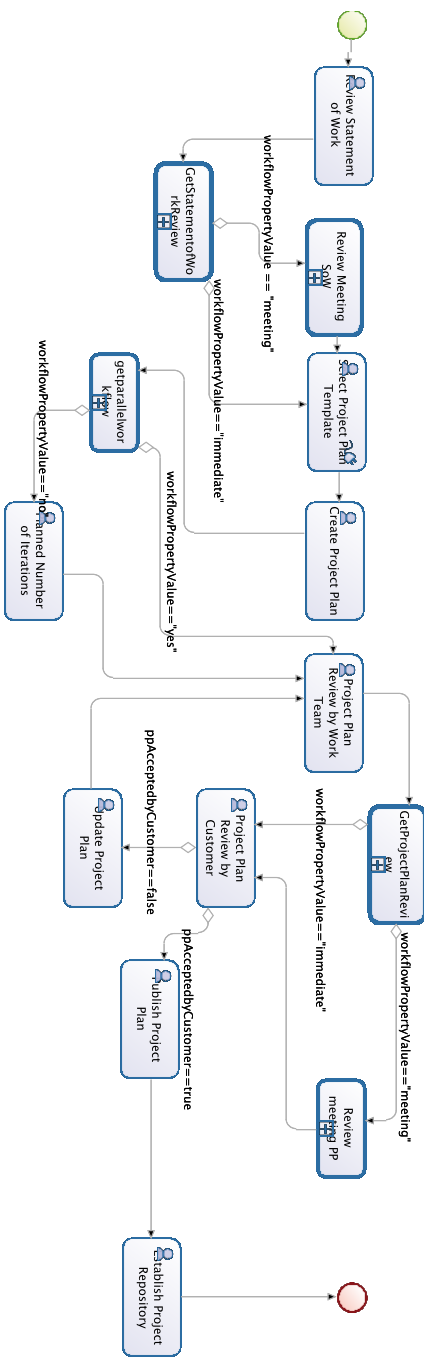 Review Statement
of Work
GetStatementofWo
rkReview
workflowPropertyValue == "meeting"
Review Meeting
SoW
workflowPropertyValue=="immediate"
Select Project Plan
Template
Create Project Plan
getparallelwor
kflow
workflowPropertyValue=="no"
workflowPropertyValue=="yes"
Planned Number
of Iterations
Project Plan
Review by Work
Team
GetProjectPlanRevi
ew
workflowPropertyValue=="immediate"
workflowPropertyValue=="meeting"
Review
meeting PP
Project Plan
Review by
Customer
ppAcceptedbyCustomer==false
Update Project
Plan
ppAcceptedbyCustomer==true
Publish Project
Plan
Establish Project
Repository